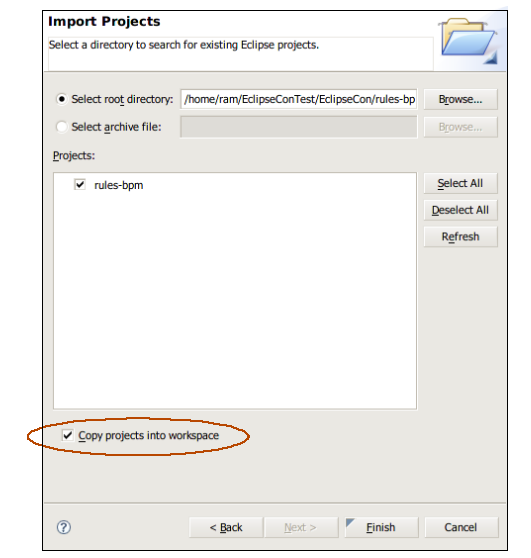 Import Projects
Select a directory to search for existing Eclipse projects.
Select root directory: /home/ram/EclipseConTest/EclipseCon/rules-bp Browse...
Select archive file: Browse...
Projects:
rules-bpm
Select All
Deselect All
Refresh
Copy projects into workspace
? < Back Next > Finish Cancel